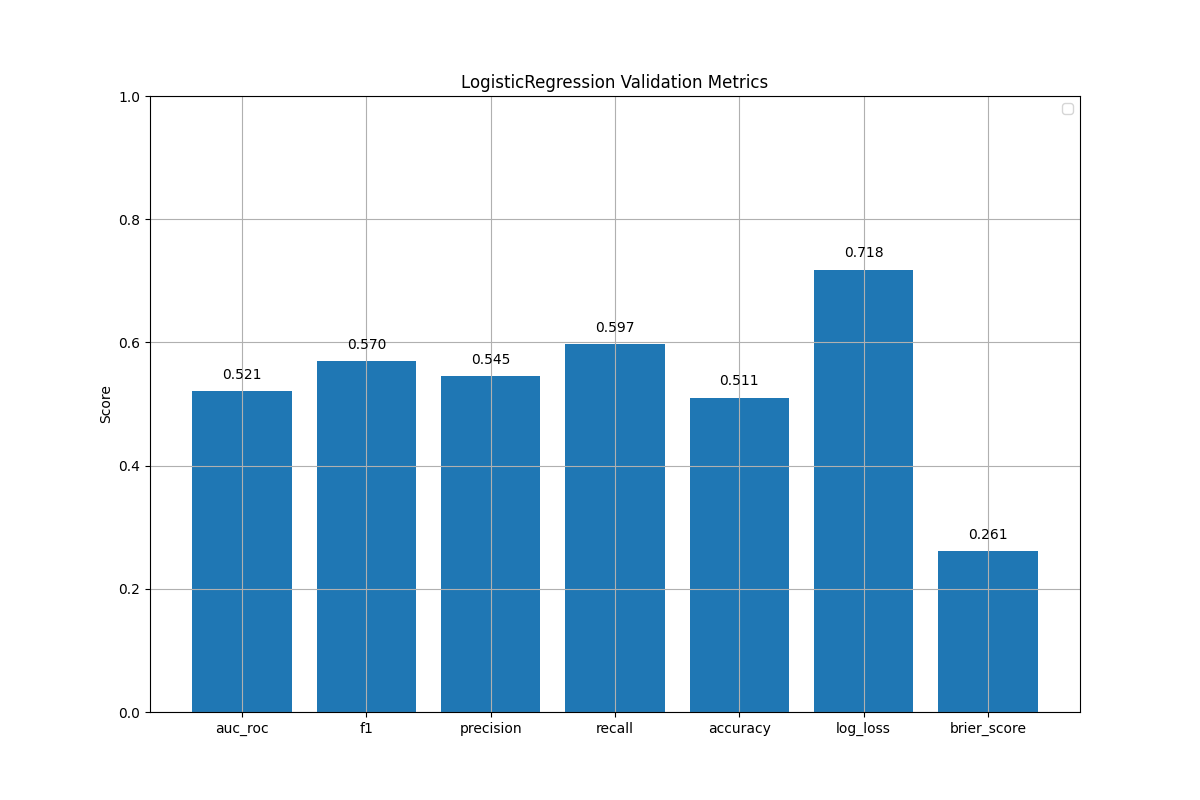 LogisticRegression Validation Metrics
1.0
0.8
0.6
0.4
0.2
0.0
Score
0.521
0.570
0.545
0.597
0.511
0.718
0.261
auc_roc
f1
precision
recall
accuracy
log_loss
brier_score